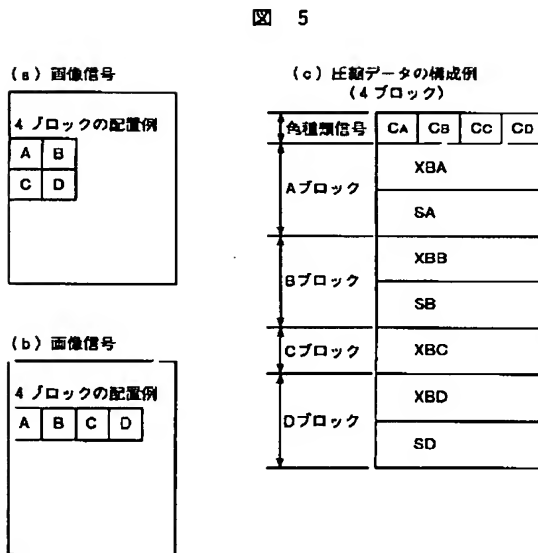 図 5
(a) 画像信号
4 ブロックの配置例
A B
C D
(b) 画像信号
4 ブロックの配置例
A B C D
(c) 圧縮データの構成例
(4 ブロック)
色種類信号 CA CB CC CD
Aブロック
XBA
SA
Bブロック
XBB
SB
Cブロック
XBC
Dブロック
XBD
SD